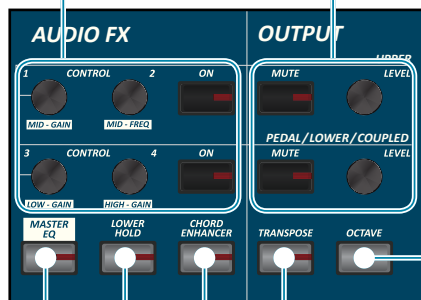 AUDIO FX
OUTPUT
UPPER
1 CONTROL 2 ON
MUTE LEVEL
MID - GAIN MID - FREQ
PEDAL/LOWER/COUPLED
3 CONTROL 4 ON
MUTE LEVEL
LOW - GAIN HIGH - GAIN
MASTER EQ
LOWER HOLD
CHORD ENHANCER
TRANSPOSE
OCTAVE